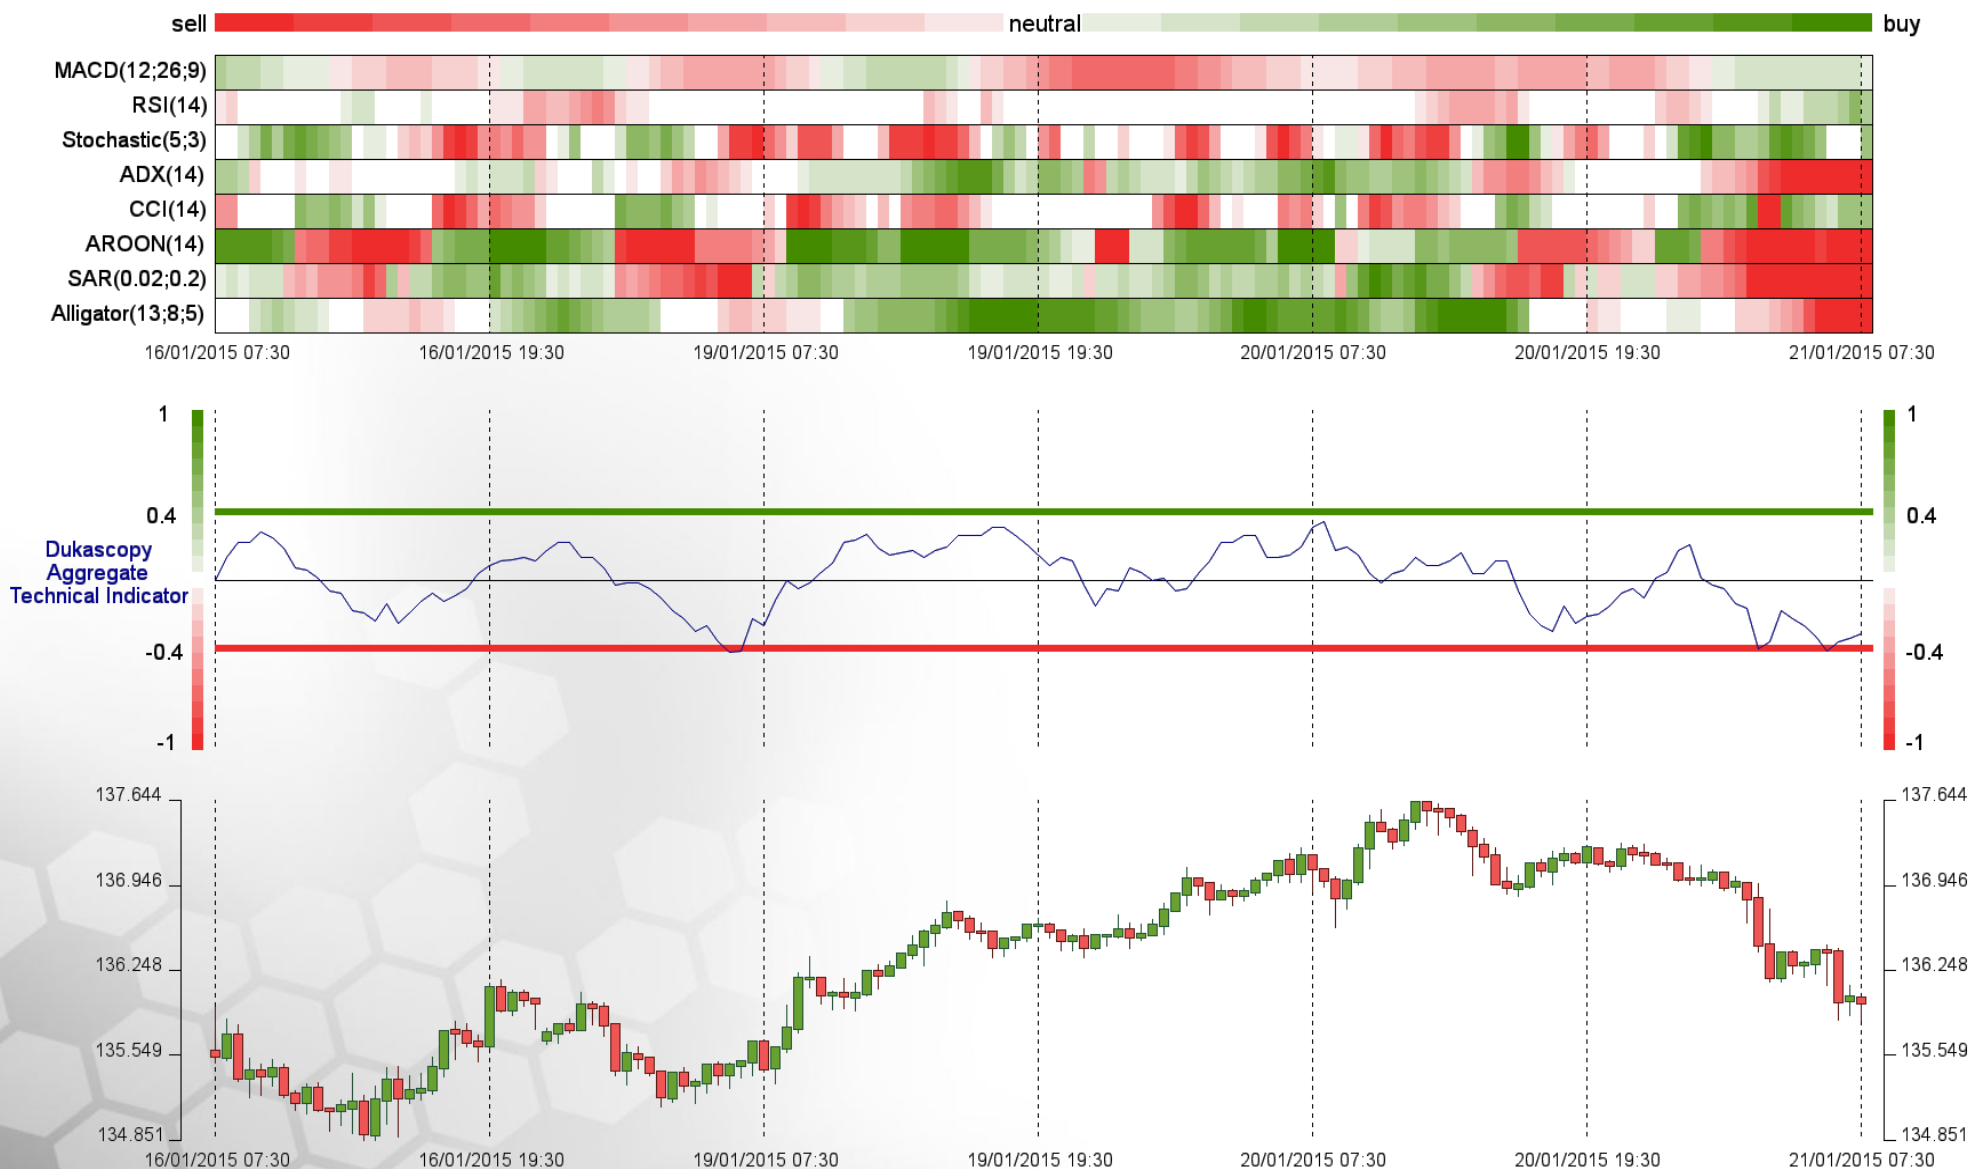 sell neutral buy
MACD(12;26;9)
RSI(14)
Stochastic(5;3)
ADX(14)
CCI(14)
AROON(14)
SAR(0.02;0.2)
Alligator(13;8;5)
16/01/2015 07:30 16/01/2015 19:30 19/01/2015 07:30 19/01/2015 19:30 20/01/2015 07:30 20/01/2015 19:30 21/01/2015 07:30
1 1
0.4 0.4
Dukascopy
Aggregate
Technical Indicator
-0.4 -0.4
-1 -1
137.644 137.644
136.946 136.946
136.248 136.248
135.549 135.549
134.851 134.851
16/01/2015 07:30 16/01/2015 19:30 19/01/2015 07:30 19/01/2015 19:30 20/01/2015 07:30 20/01/2015 19:30 21/01/2015 07:30